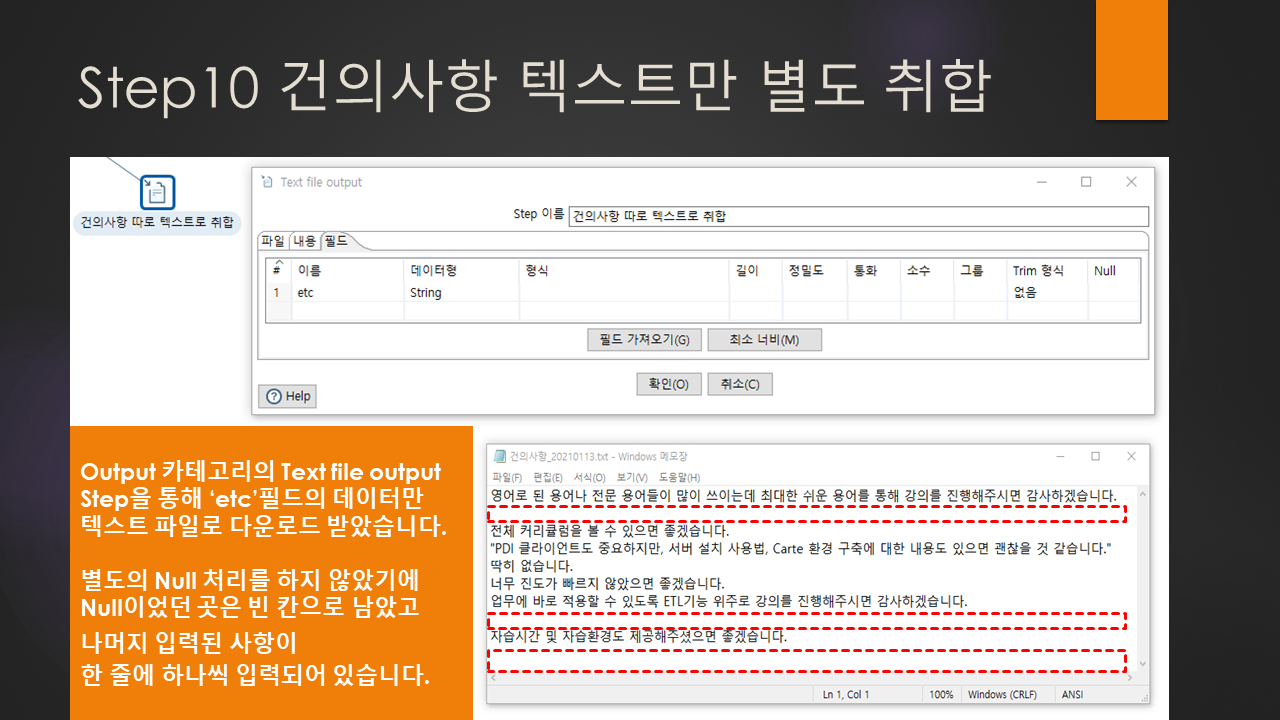 Step10 건의사항 텍스트만 별도 취합
건의사항 따로 텍스트로 취합
Text file output
Step 이름 건의사항 따로 텍스트로 취합
파일 내용 필드
# 이름 데이터형 형식 길이 정밀도 통화 소수 그룹 Trim 형식 Null
1 etc String 없음
필드 가져오기(G) 최소 너비(M)
확인(O) 취소(C)
Help
Output 카테고리의 Text file output
Step을 통해 ‘etc’필드의 데이터만
텍스트 파일로 다운로드 받았습니다.
별도의 Null 처리를 하지 않았기에
Null이었던 곳은 빈 칸으로 남았고
나머지 입력된 사항이
한 줄에 하나씩 입력되어 있습니다.
건의사항_20210113.txt - Windows 메모장
파일(F) 편집(E) 서식(O) 보기(V) 도움말(H)
영어로 된 용어나 전문 용어들이 많이 쓰이는데 최대한 쉬운 용어를 통해 강의를 진행해주시면 감사하겠습니다.
전체 커리큘럼을 볼 수 있으면 좋겠습니다.
"PDI 클라이언트도 중요하지만, 서버 설치 사용법, Carte 환경 구축에 대한 내용도 있으면 괜찮을 것 같습니다."
딱히 없습니다.
너무 진도가 빠르지 않았으면 좋겠습니다.
업무에 바로 적용할 수 있도록 ETL기능 위주로 강의를 진행해주시면 감사하겠습니다.
자습시간 및 자습환경도 제공해주셨으면 좋겠습니다.
Ln 1, Col 1 100% Windows (CRLF) ANSI